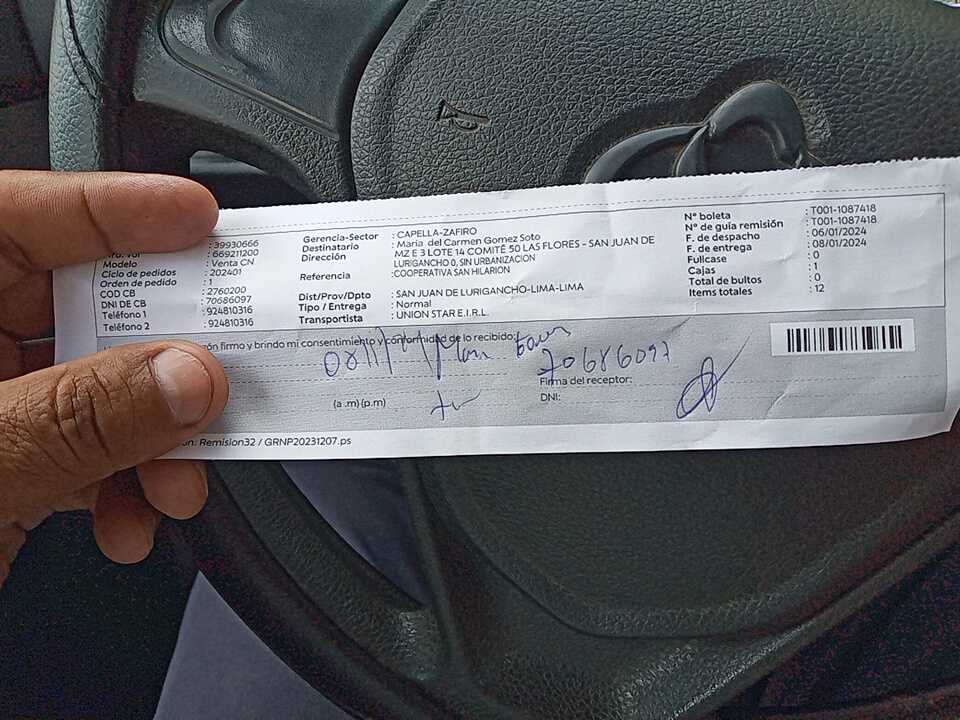 : 39930666
: 669211200
Modelo : Venta CN
Ciclo de pedidos : 202401
Orden de pedido : 1
COD CB : 2760200
DNI DE CB : 70686097
Teléfono 1 : 924810316
Teléfono 2 : 924810316
Gerencia-Sector : CAPELLA-ZAFIRO
Destinatario : Maria del Carmen Gomez Soto
Dirección : MZ E 3 LOTE 14 COMITÉ 50 LAS FLORES - SAN JUAN DE
LURIGANCHO 0, SIN URBANIZACION
Referencia : COOPERATIVA SAN HILARION
Dist/Prov/Dpto : SAN JUAN DE LURIGANCHO-LIMA-LIMA
Tipo / Entrega : Normal
Transportista : UNION STAR E.I.R.L.
N° boleta : T001-1087418
N° de guía remisión : T001-1087418
F. de despacho : 06/01/2024
F. de entrega : 08/01/2024
Fullcase : 0
Cajas : 1
Total de bultos : 0
Items totales : 12
firmo y brindo mi consentimiento y conformidad de lo recibido:
70686097
Firma del receptor:
(a .m) (p.m)
DNI:
Remision32 / GRNP20231207.ps